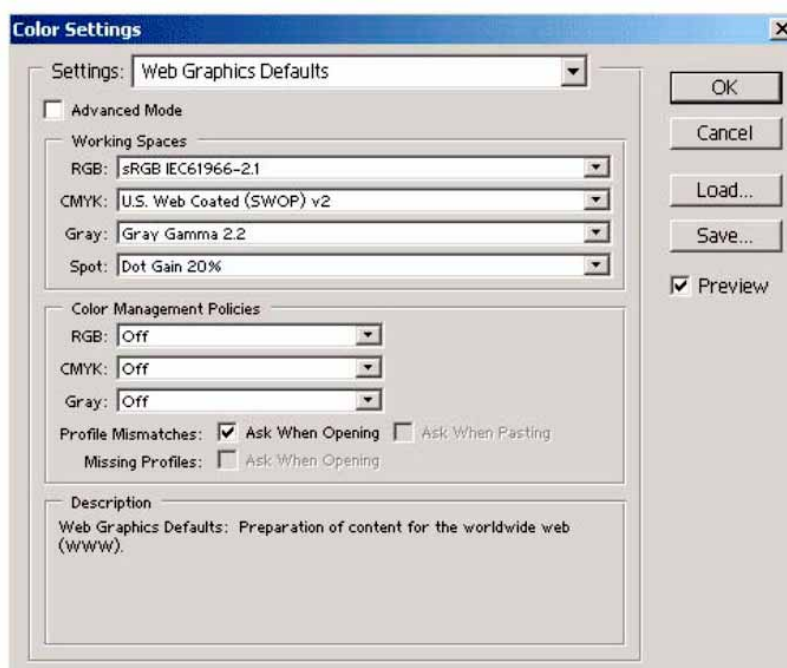 Color Settings
Settings: Web Graphics Defaults
OK
Advanced Mode
Cancel
Working Spaces
RGB: sRGB IEC61966-2.1
CMYK: U.S. Web Coated (SWOP) v2
Load...
Gray: Gray Gamma 2.2
Save...
Spot: Dot Gain 20%
Preview
Color Management Policies
RGB: Off
CMYK: Off
Gray: Off
Profile Mismatches: Ask When Opening Ask When Pasting
Missing Profiles: Ask When Opening
Description
Web Graphics Defaults: Preparation of content for the worldwide web
(WWW).